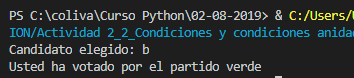 PS C:\coliva\Curso Python\02-08-2019> & C:/Users/U
ION/Actividad 2_2_Condiciones y condiciones anida
Candidato elegido: b
Usted ha votado por el partido verde